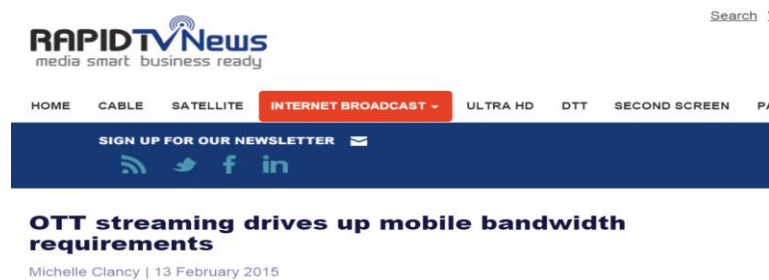 Search
RAPIDTVNews
media smart business ready
HOME CABLE SATELLITE INTERNET BROADCAST ULTRA HD DTT SECOND SCREEN
SIGN UP FOR OUR NEWSLETTER
f in
OTT streaming drives up mobile bandwidth
requirements
Michelle Clancy | 13 February 2015